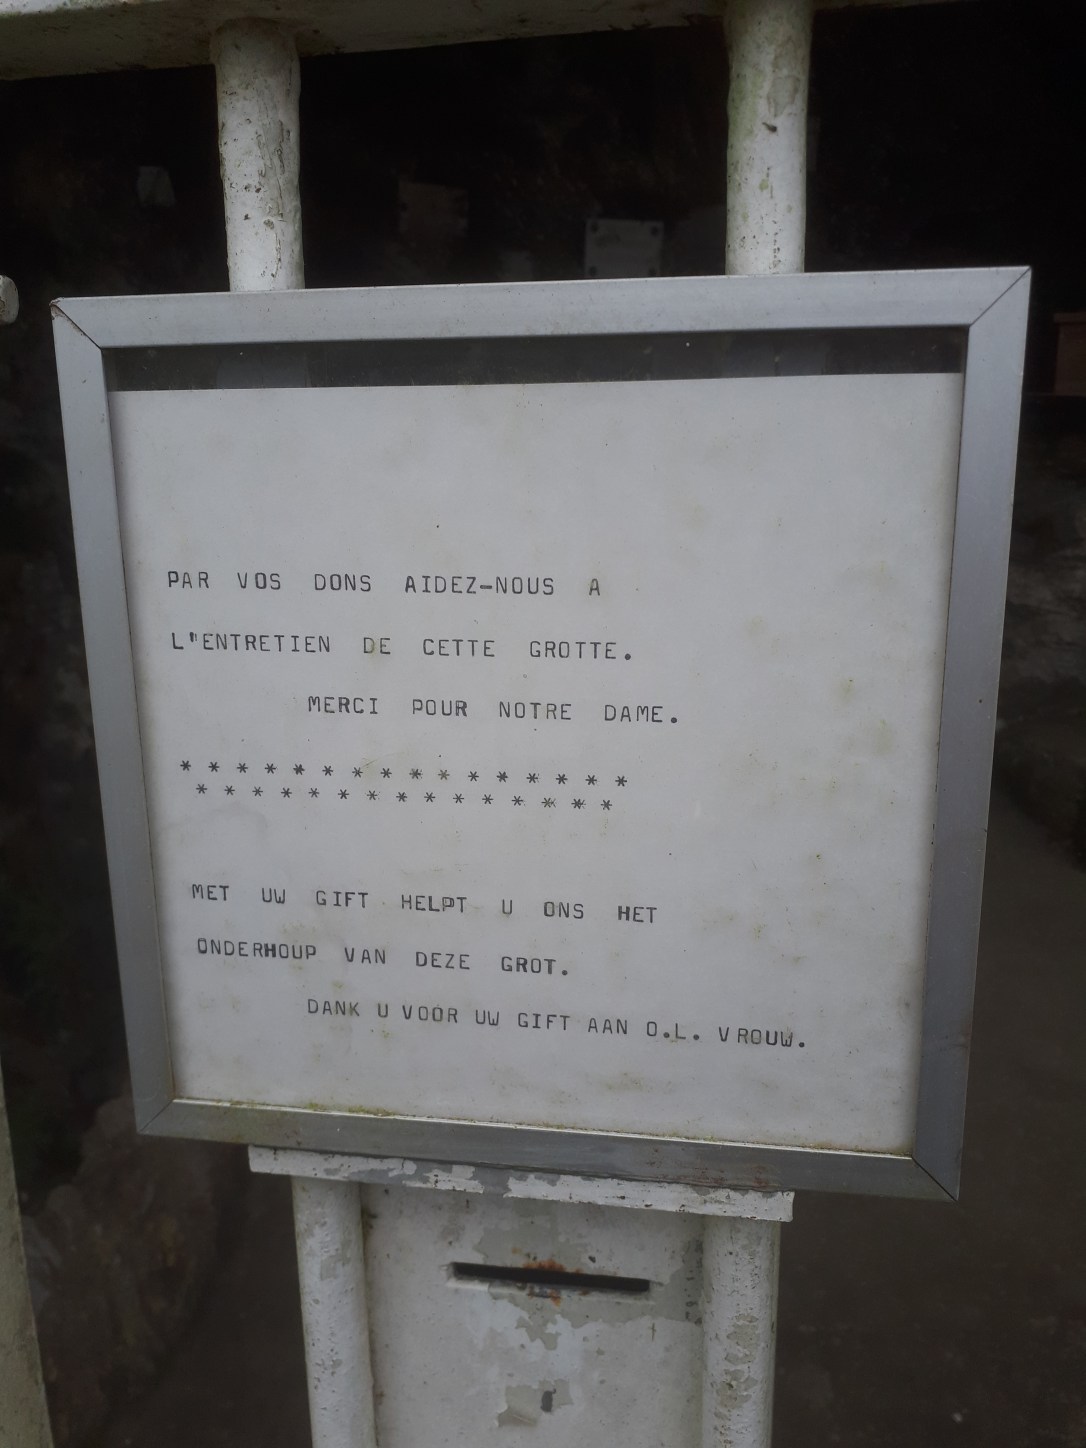 PAR VOS DONS AIDEZ-NOUS A
L"ENTRETIEN DE CETTE GROTTE.
MERCI POUR NOTRE DAME.
* * * * * * * * * * * * * * * *
* * * * * * * * * * * * * * *
MET UW GIFT HELPT U ONS HET
ONDERHOUP VAN DEZE GROT.
DANK U VOOR UW GIFT AAN O.L. VROUW.